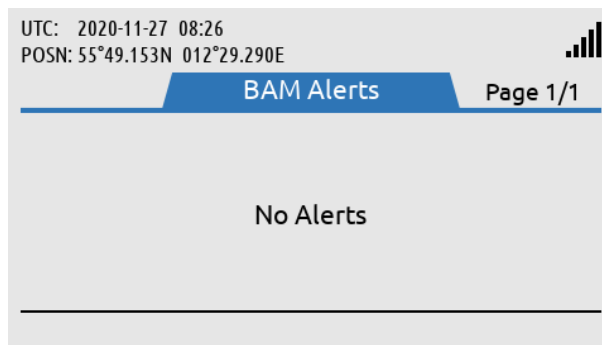 UTC: 2020-11-27 08:26
POSN: 55°49.153N 012°29.290E
BAM Alerts
Page 1/1
No Alerts